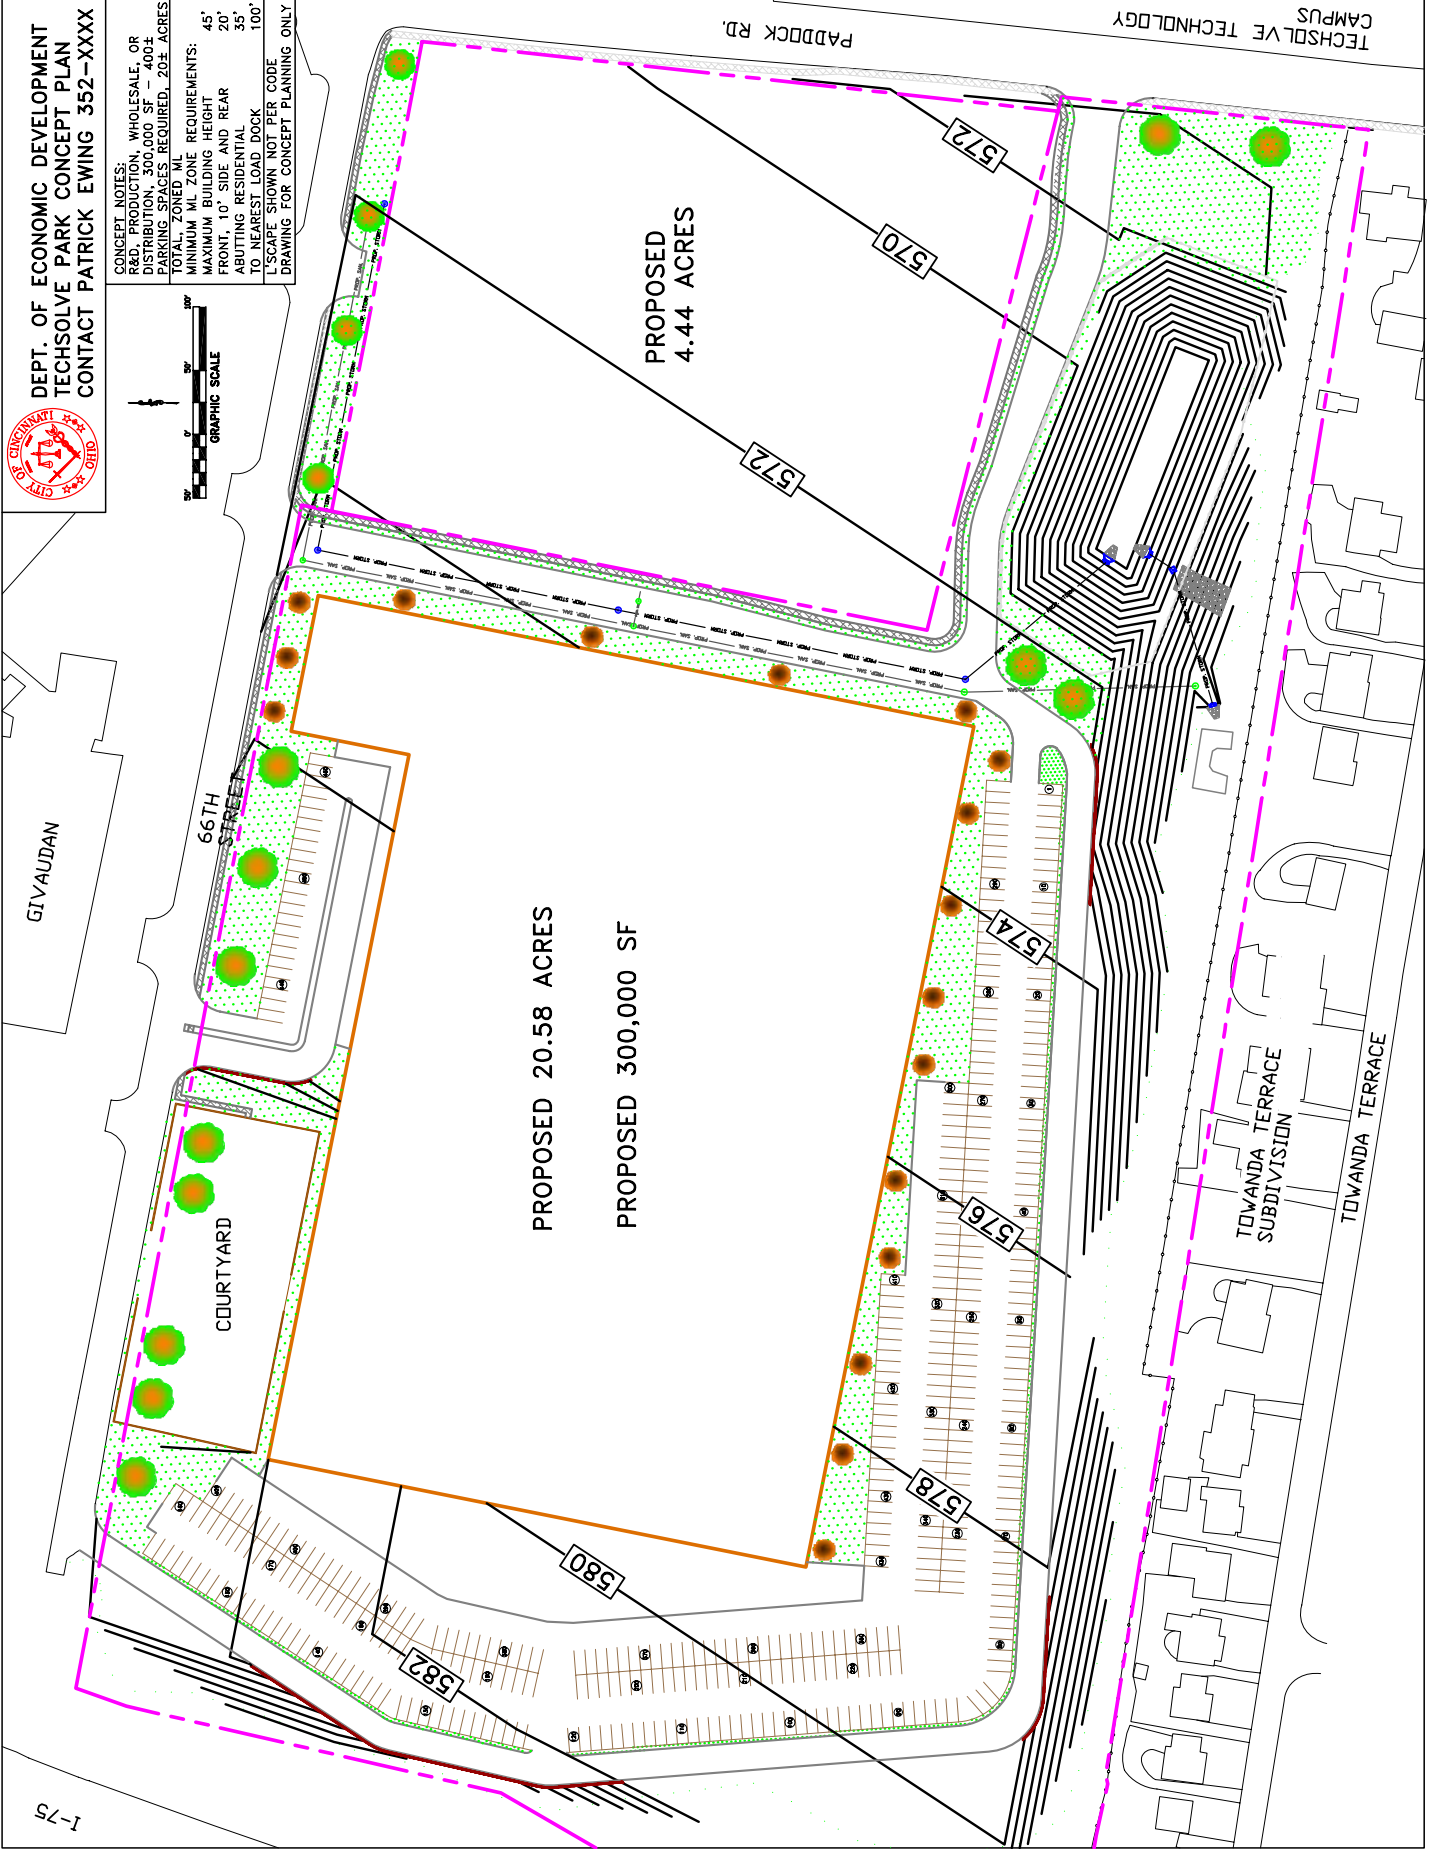 DEPT. OF ECONOMIC DEVELOPMENT
TECHSOLVE PARK CONCEPT PLAN
CONTACT PATRICK EWING 352-XXXX
CITY OF CINCINNATI
OHIO
CONCEPT NOTES:
R&D, PRODUCTION, WHOLESALE, OR
DISTRIBUTION, 300,000 SF - 400±
PARKING SPACES REQUIRED, 20± ACRES
TOTAL, ZONED ML
MINIMUM ML ZONE REQUIREMENTS:
MAXIMUM BUILDING HEIGHT 45'
FRONT, 10' SIDE AND REAR 20'
ABUTTING RESIDENTIAL 35'
TO NEAREST LOAD DOCK 100'
L'SCAPE SHOWN NOT PER CODE
DRAWING FOR CONCEPT PLANNING ONLY
50' 0' 50' 100'
GRAPHIC SCALE
PADDOCK RD.
TECHSOLVE TECHNOLOGY
CAMPUS
PROPOSED
4.44 ACRES
572
570
572
GIVAUDAN
66TH
STREET
PROPOSED 20.58 ACRES
PROPOSED 300,000 SF
COURTYARD
574
576
578
580
582
TOWANDA TERRACE
SUBDIVISION
TOWANDA TERRACE
I-75
PROP. STORM
PROP. SAN.